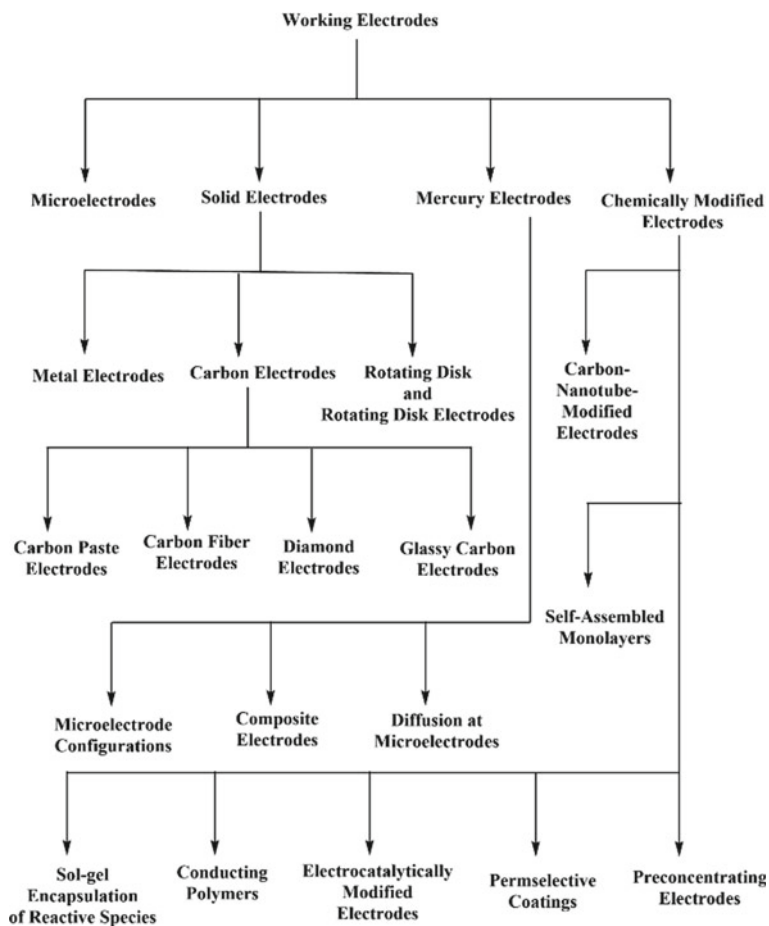 Working Electrodes
Microelectrodes
Solid Electrodes
Mercury Electrodes
Chemically Modified
Electrodes
Metal Electrodes
Carbon Electrodes
Rotating Disk
and
Rotating Disk Electrodes
Carbon-
Nanotube-
Modified
Electrodes
Carbon Paste
Electrodes
Carbon Fiber
Electrodes
Diamond
Electrodes
Glassy Carbon
Electrodes
Self-Assembled
Monolayers
Microelectrode
Configurations
Composite
Electrodes
Diffusion at
Microelectrodes
Sol-gel
Encapsulation
of Reactive Species
Conducting
Polymers
Electrocatalytically
Modified
Electrodes
Permselective
Coatings
Preconcentrating
Electrodes